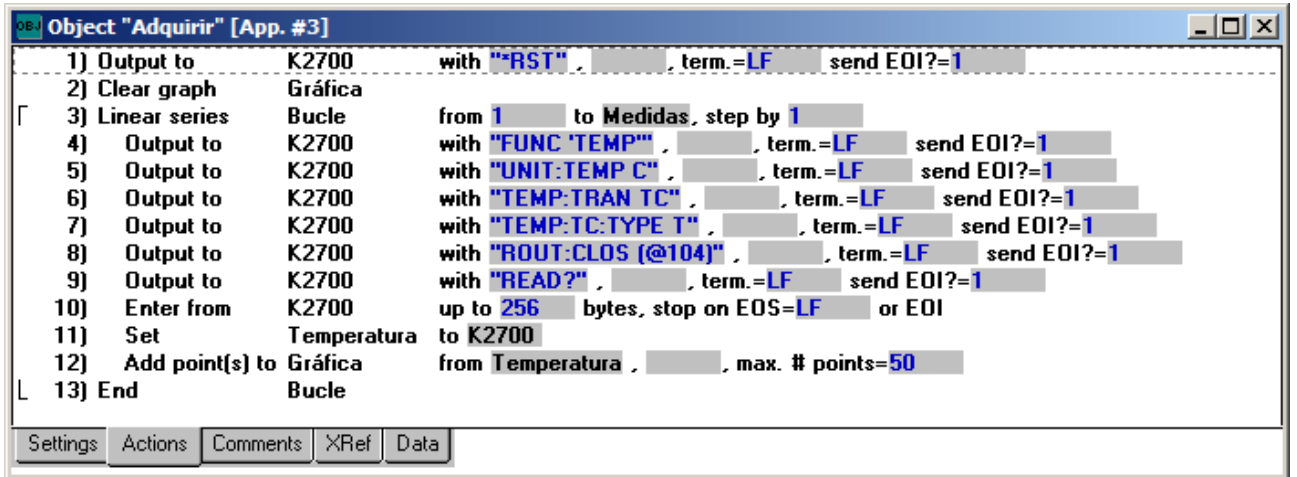 OBJ Object "Adquirir" [App. #3]
1) Output to K2700 with "*RST" , , term.=LF send EOI?=1
2) Clear graph Gráfica
3) Linear series Bucle from 1 to Medidas, step by 1
4) Output to K2700 with "FUNC 'TEMP'" , , term.=LF send EOI?=1
5) Output to K2700 with "UNIT:TEMP C" , , term.=LF send EOI?=1
6) Output to K2700 with "TEMP:TRAN TC" , , term.=LF send EOI?=1
7) Output to K2700 with "TEMP:TC:TYPE T" , , term.=LF send EOI?=1
8) Output to K2700 with "ROUT:CLOS (@104)" , , term.=LF send EOI?=1
9) Output to K2700 with "READ?" , , term.=LF send EOI?=1
10) Enter from K2700 up to 256 bytes, stop on EOS=LF or EOI
11) Set Temperatura to K2700
12) Add point(s) to Gráfica from Temperatura , , max. # points=50
13) End Bucle
Settings Actions Comments XRef Data